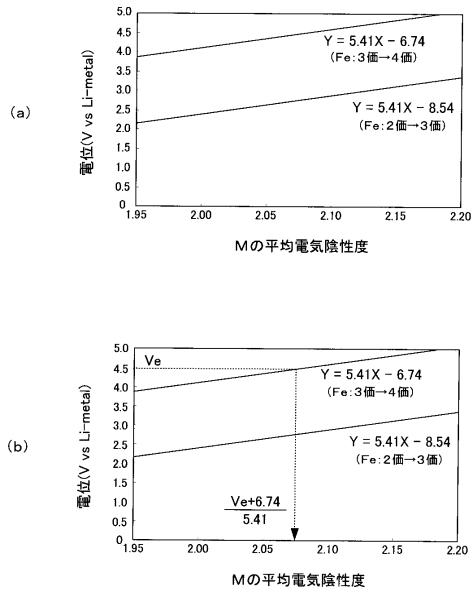 (a)
電位(V vs Li-metal)
5.0
4.5
4.0
3.5
3.0
2.5
2.0
1.5
1.0
0.5
0
Y = 5.41X − 6.74
(Fe:3価→4価)
Y = 5.41X − 8.54
(Fe:2価→3価)
1.95 2.00 2.05 2.10 2.15 2.20
Mの平均電気陰性度
(b)
電位(V vs Li-metal)
5.0
4.5
4.0
3.5
3.0
2.5
2.0
1.5
1.0
0.5
0
Ve
Y = 5.41X − 6.74
(Fe:3価→4価)
Y = 5.41X − 8.54
(Fe:2価→3価)
Ve+6.74
5.41
1.95 2.00 2.05 2.10 2.15 2.20
Mの平均電気陰性度